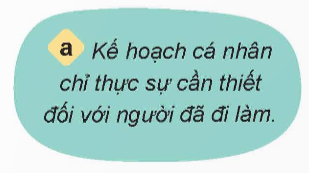 a Kế hoạch cá nhân
chỉ thực sự cần thiết
đối với người đã đi làm.